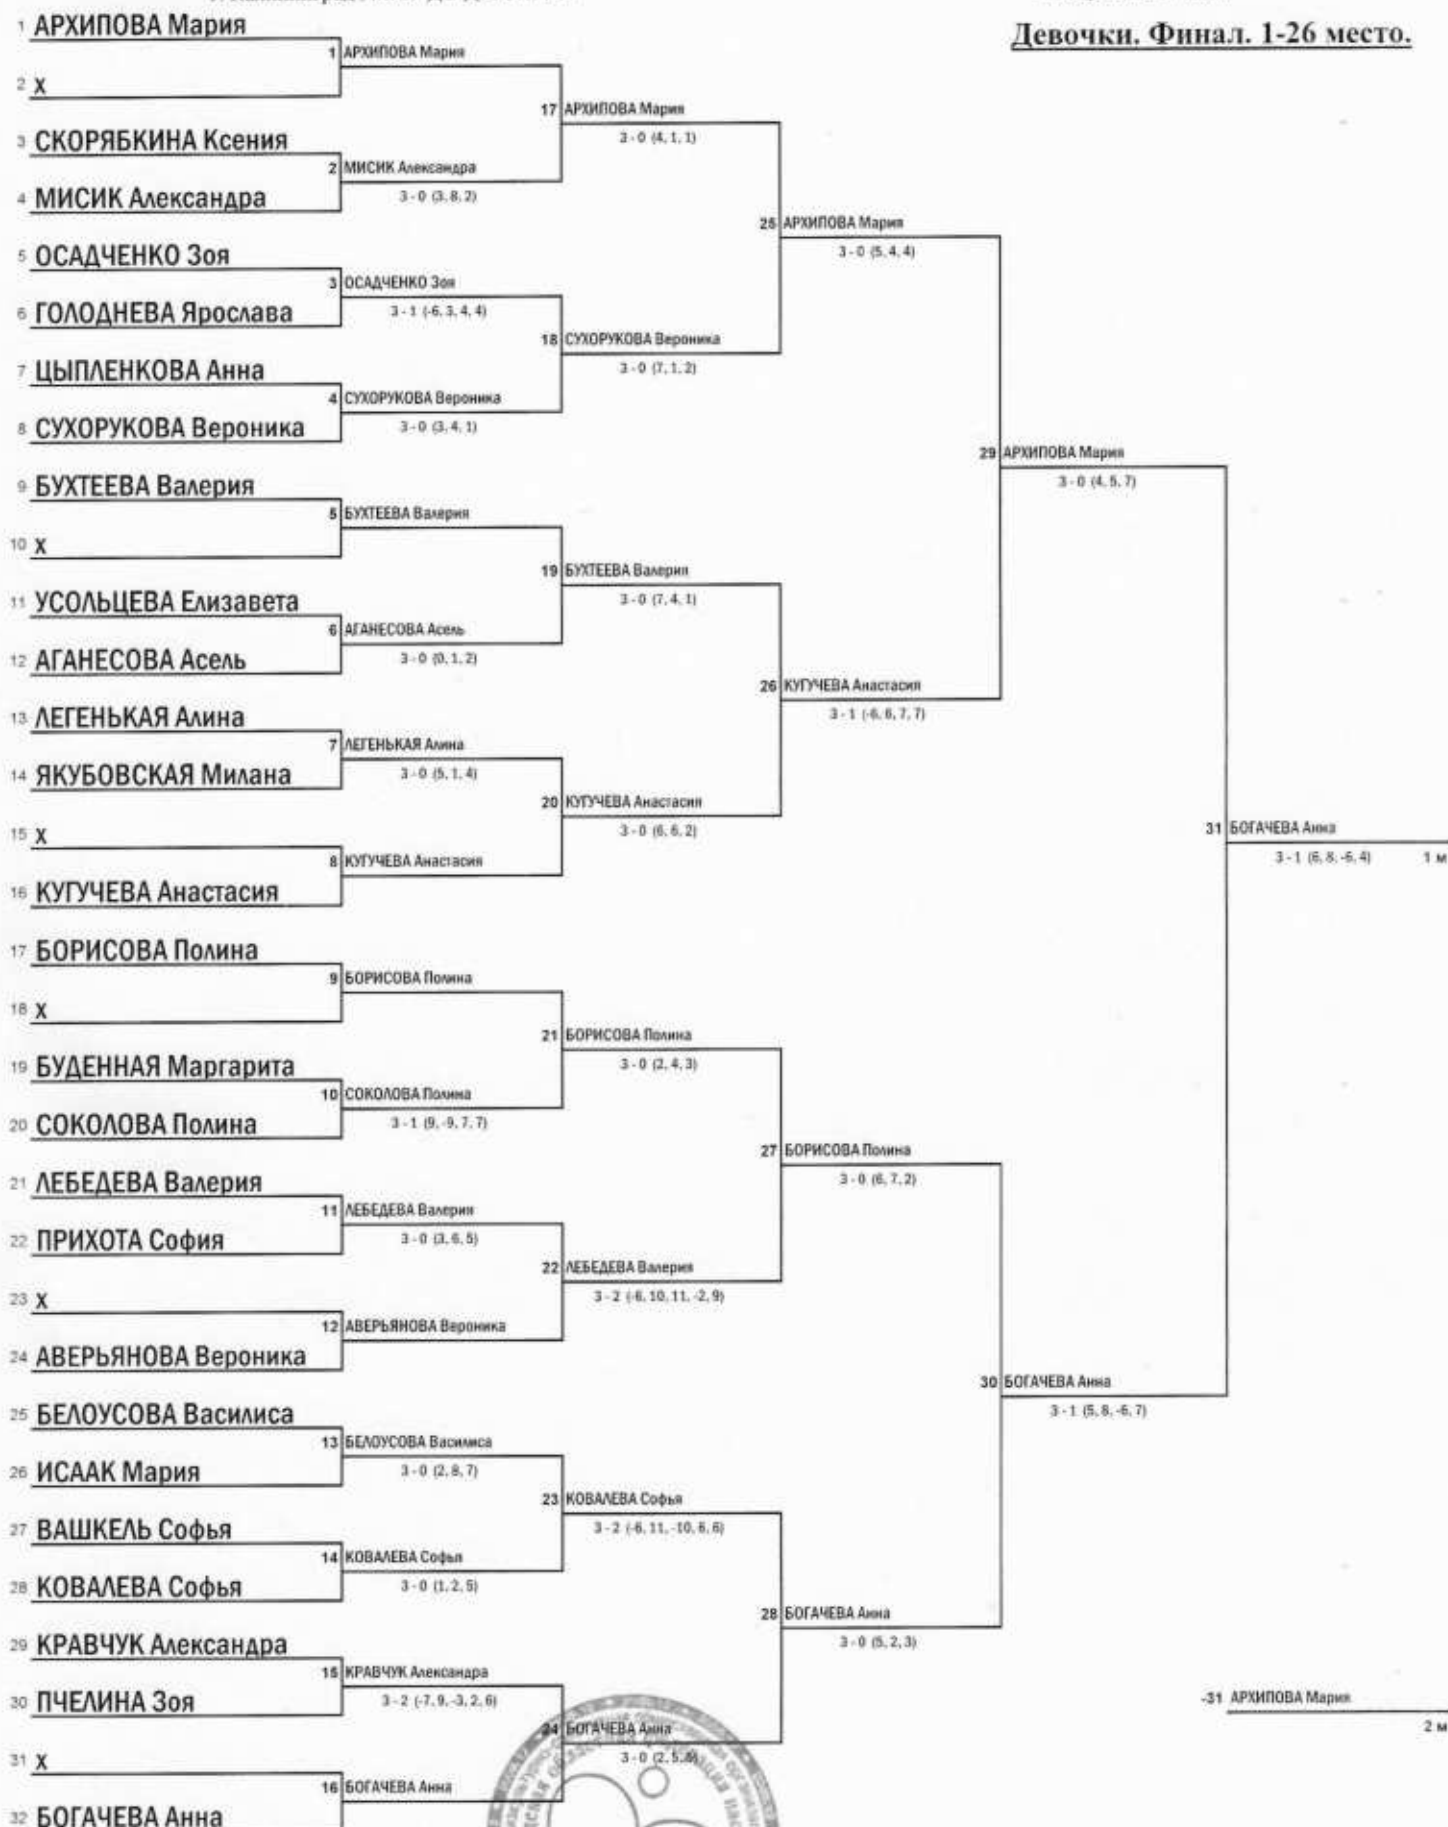 Девочки. Финал. 1-26 место.
1 АРХИПОВА Мария
1 АРХИПОВА Мария
2 X
17 АРХИПОВА Мария
3 - 0 (4, 1, 1)
3 СКОРЯБКИНА Ксения
2 МИСИК Александра
3 - 0 (3, 8, 2)
4 МИСИК Александра
25 АРХИПОВА Мария
3 - 0 (5, 4, 4)
5 ОСАДЧЕНКО Зоя
3 ОСАДЧЕНКО Зоя
3 - 1 (-6, 3, 4, 4)
6 ГОЛОДНЕВА Ярослава
18 СУХОРУКОВА Вероника
3 - 0 (7, 1, 2)
7 ЦЫПЛЕНКОВА Анна
4 СУХОРУКОВА Вероника
3 - 0 (3, 4, 1)
8 СУХОРУКОВА Вероника
29 АРХИПОВА Мария
3 - 0 (4, 5, 7)
9 БУХТЕЕВА Валерия
5 БУХТЕЕВА Валерия
10 X
19 БУХТЕЕВА Валерия
3 - 0 (7, 4, 1)
11 УСОЛЬЦЕВА Елизавета
6 АГАНЕСОВА Асель
3 - 0 (0, 1, 2)
12 АГАНЕСОВА Асель
26 КУГУЧЕВА Анастасия
3 - 1 (-6, 6, 7, 7)
13 ЛЕГЕНЬКАЯ Алина
7 ЛЕГЕНЬКАЯ Алина
3 - 0 (5, 1, 4)
14 ЯКУБОВСКАЯ Милана
20 КУГУЧЕВА Анастасия
3 - 0 (6, 6, 2)
15 X
8 КУГУЧЕВА Анастасия
16 КУГУЧЕВА Анастасия
31 БОГАЧЕВА Анна
3 - 1 (6, 8, -6, 4) 1 м
17 БОРИСОВА Полина
9 БОРИСОВА Полина
18 X
21 БОРИСОВА Полина
3 - 0 (2, 4, 3)
19 БУДЕННАЯ Маргарита
10 СОКОЛОВА Полина
3 - 1 (9, -9, 7, 7)
20 СОКОЛОВА Полина
27 БОРИСОВА Полина
3 - 0 (6, 7, 2)
21 ЛЕБЕДЕВА Валерия
11 ЛЕБЕДЕВА Валерия
3 - 0 (3, 6, 5)
22 ПРИХОТА София
22 ЛЕБЕДЕВА Валерия
3 - 2 (-6, 10, 11, -2, 9)
23 X
12 АВЕРЬЯНОВА Вероника
24 АВЕРЬЯНОВА Вероника
30 БОГАЧЕВА Анна
3 - 1 (5, 8, -6, 7)
25 БЕЛОУСОВА Василиса
13 БЕЛОУСОВА Василиса
3 - 0 (2, 8, 7)
26 ИСААК Мария
23 КОВАЛЕВА Софья
3 - 2 (-6, 11, -10, 6, 6)
27 ВАШКЕЛЬ Софья
14 КОВАЛЕВА Софья
3 - 0 (1, 2, 5)
28 КОВАЛЕВА Софья
28 БОГАЧЕВА Анна
3 - 0 (5, 2, 3)
29 КРАВЧУК Александра
15 КРАВЧУК Александра
3 - 2 (-7, 9, -3, 2, 6)
30 ПЧЕЛИНА Зоя
-31 АРХИПОВА Мария
2 м
24 БОГАЧЕВА Анна
31 X
16 БОГАЧЕВА Анна
32 БОГАЧЕВА Анна